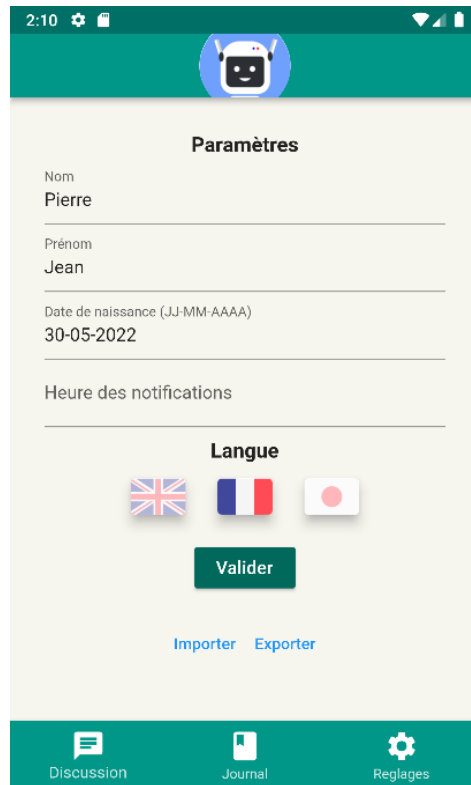 2:10
Paramètres
Nom
Pierre
Prénom
Jean
Date de naissance (JJ-MM-AAAA)
30-05-2022
Heure des notifications
Langue
Valider
Importer Exporter
Discussion Journal Reglages